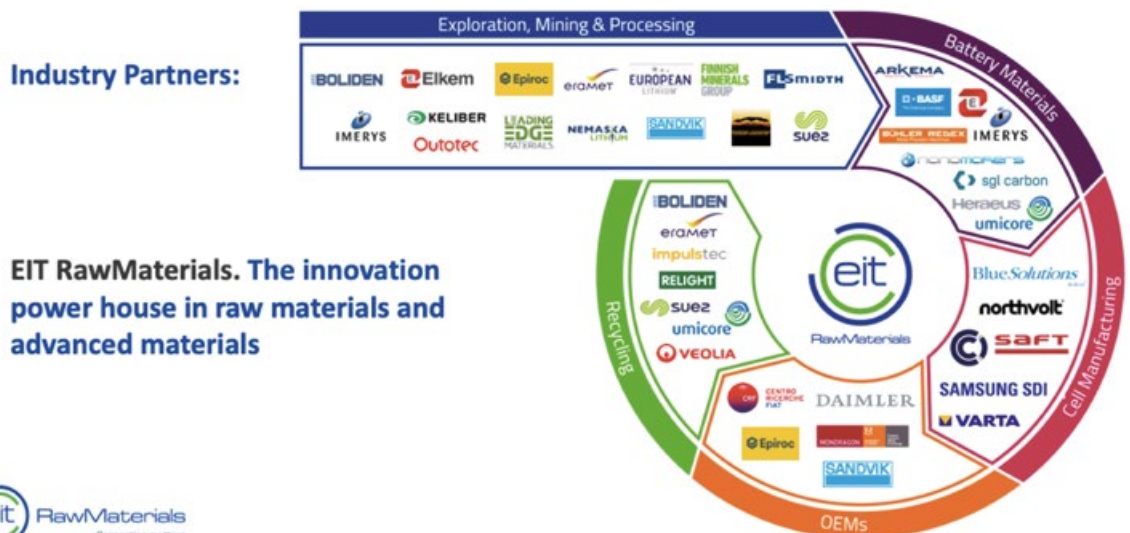 Exploration, Mining & Processing
Industry Partners:
BOLIDEN
Elkem
Epiroc
eramet
EUROPEAN
LITHIUM
FINNISH
MINERALS
GROUP
FLSMIDTH
IMERYS
KELIBER
Outotec
LEADING
EDGE
MATERIALS
NEMASKA
LITHIUM
SANDVIK
suez
Battery Materials
ARKEMA
BASF
E
IMERYS
BÜHLER REDEX
nanomakers
sgl carbon
Heraeus
umicore
Cell Manufacturing
BlueSolutions
northvolt
saft
SAMSUNG SDI
VARTA
OEMs
CRF
CENTRO
RICERCHE
FIAT
DAIMLER
Epiroc
MONDRAGON
SANDVIK
Recycling
BOLIDEN
eramet
impulstec
RELIGHT
suez
umicore
VEOLIA
eit
RawMaterials
EIT RawMaterials. The innovation
power house in raw materials and
advanced materials
it RawMaterials